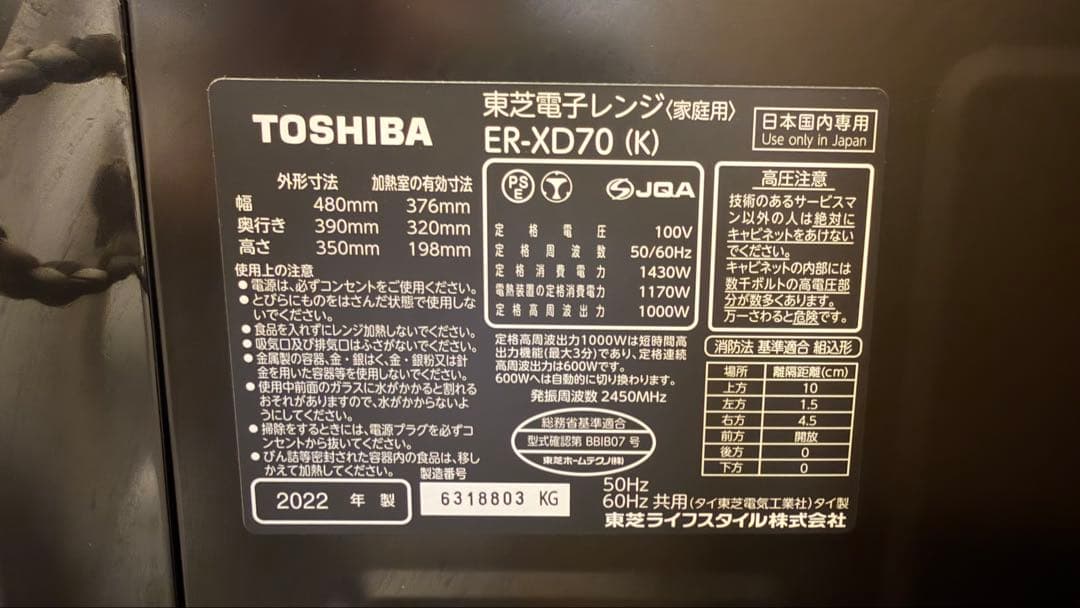 TOSHIBA
東芝電子レンジ〈家庭用〉
ER-XD70 (K)
日本国内専用
Use only in Japan
外形寸法 加熱室の有効寸法
幅 480mm 376mm
奥行き 390mm 320mm
高さ 350mm 198mm
使用上の注意
●電源は、必ずコンセントをご使用ください。
●とびらにものをはさんだ状態で使用しな
いでください。
●食品を入れずにレンジ加熱しないでください。
●吸気口及び排気口はふさがないでください。
●金属製の容器、金・銀はく、金・銀粉又は針
金を用いた容器等を使用しないでください。
●使用中前面のガラスに水がかかると割れる
おそれがありますので、水がかからないよ
うにしてください。
●掃除をするときには、電源プラグを必ずコ
ンセントから抜いてください。
●びん詰等密封された容器内の食品は、移し
かえて加熱してください。
製造番号
2022 年 製
6318803 KG
PS
E
JQA
定格電圧 100V
定格周波数 50/60Hz
定格消費電力 1430W
電熱装置の定格消費電力 1170W
定格高周波出力 1000W
定格高周波出力1000Wは短時間高
出力機能(最大3分)であり、定格連続
高周波出力は600Wです。
600Wへは自動的に切り換わります。
発振周波数 2450MHz
総務省基準適合
型式確認第 BBIB07 号
東芝ホームテクノ(株)
高圧注意
技術のあるサービスマ
ン以外の人は絶対に
キャビネットをあけない
でください。
キャビネットの内部には
数千ボルトの高電圧部
分が数多くあります。
万一さわると危険です。
消防法 基準適合 組込形
場所 離隔距離(cm)
上方 10
左方 1.5
右方 4.5
前方 開放
後方 0
下方 0
50Hz
60Hz 共用(タイ東芝電気工業社)タイ製
東芝ライフスタイル株式会社